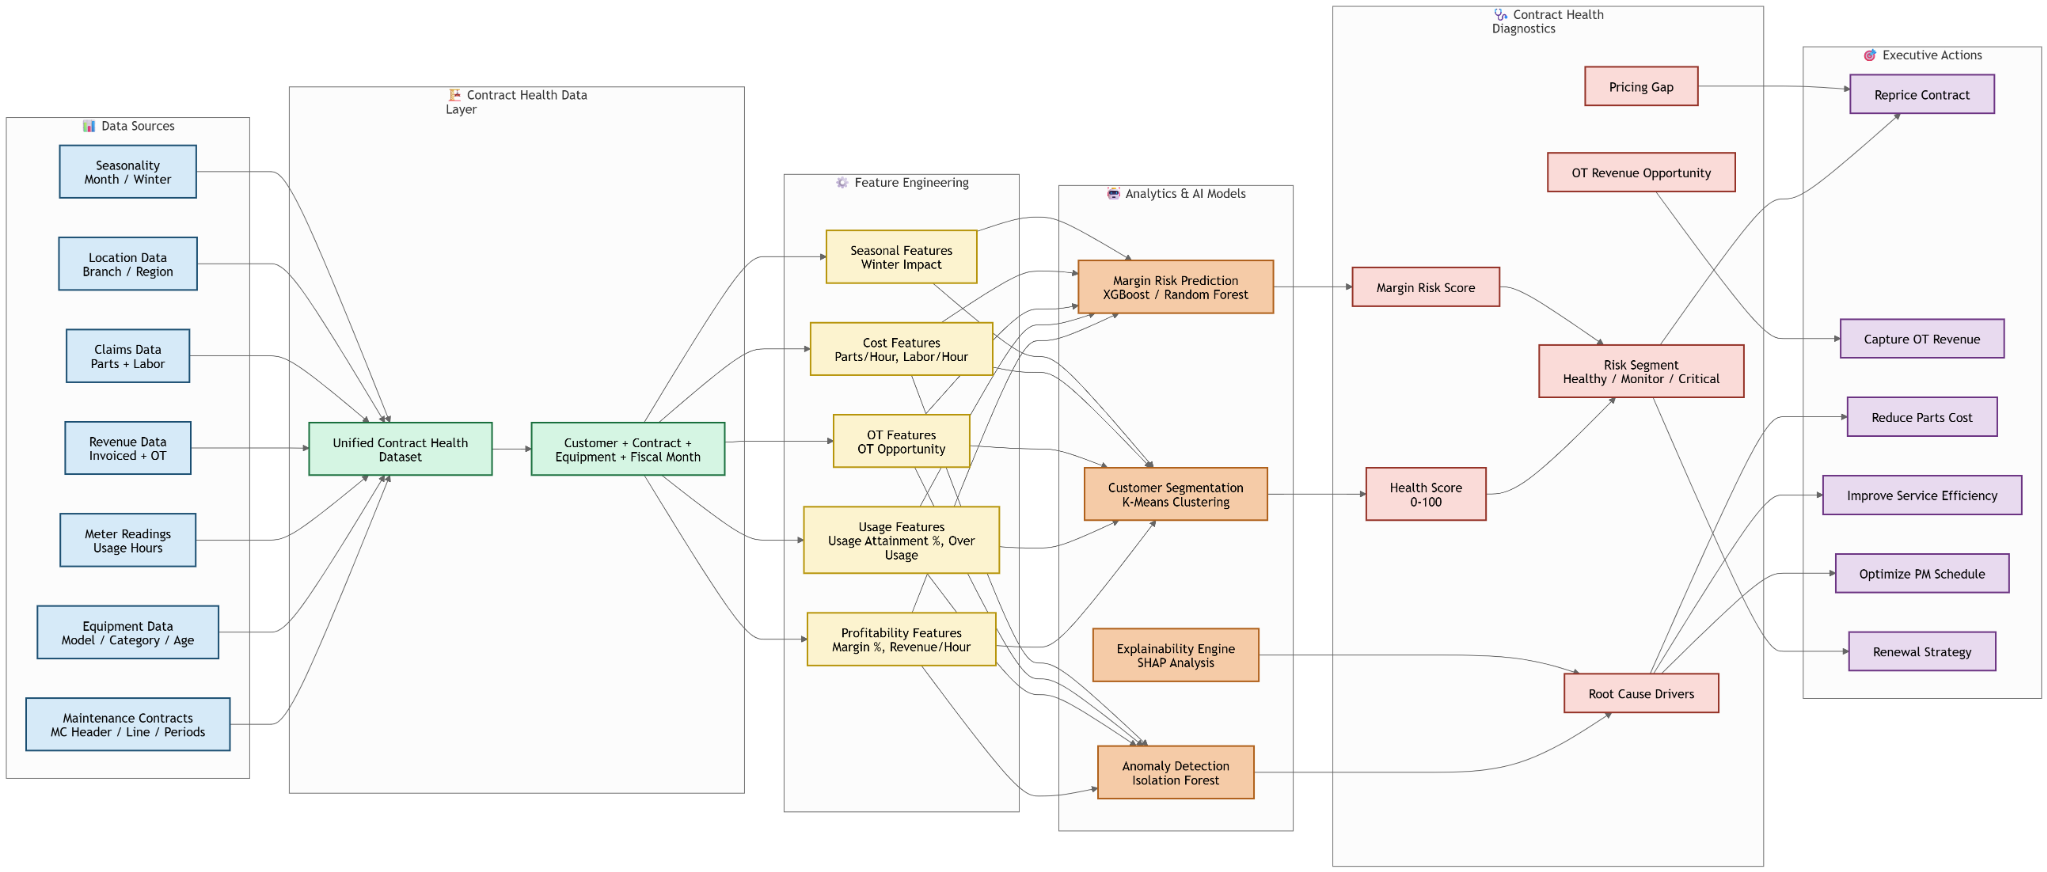 Data Sources
Seasonality
Month / Winter
Location Data
Branch / Region
Claims Data
Parts + Labor
Revenue Data
Invoiced + OT
Meter Readings
Usage Hours
Equipment Data
Model / Category / Age
Maintenance Contracts
MC Header / Line / Periods
Contract Health Data
Layer
Unified Contract Health
Dataset
Customer + Contract +
Equipment + Fiscal Month
Feature Engineering
Seasonal Features
Winter Impact
Cost Features
Parts/Hour, Labor/Hour
OT Features
OT Opportunity
Usage Features
Usage Attainment %, Over
Usage
Profitability Features
Margin %, Revenue/Hour
Analytics & AI Models
Margin Risk Prediction
XGBoost / Random Forest
Customer Segmentation
K-Means Clustering
Explainability Engine
SHAP Analysis
Anomaly Detection
Isolation Forest
Contract Health
Diagnostics
Pricing Gap
OT Revenue Opportunity
Margin Risk Score
Risk Segment
Healthy / Monitor / Critical
Health Score
0-100
Root Cause Drivers
Executive Actions
Reprice Contract
Capture OT Revenue
Reduce Parts Cost
Improve Service Efficiency
Optimize PM Schedule
Renewal Strategy